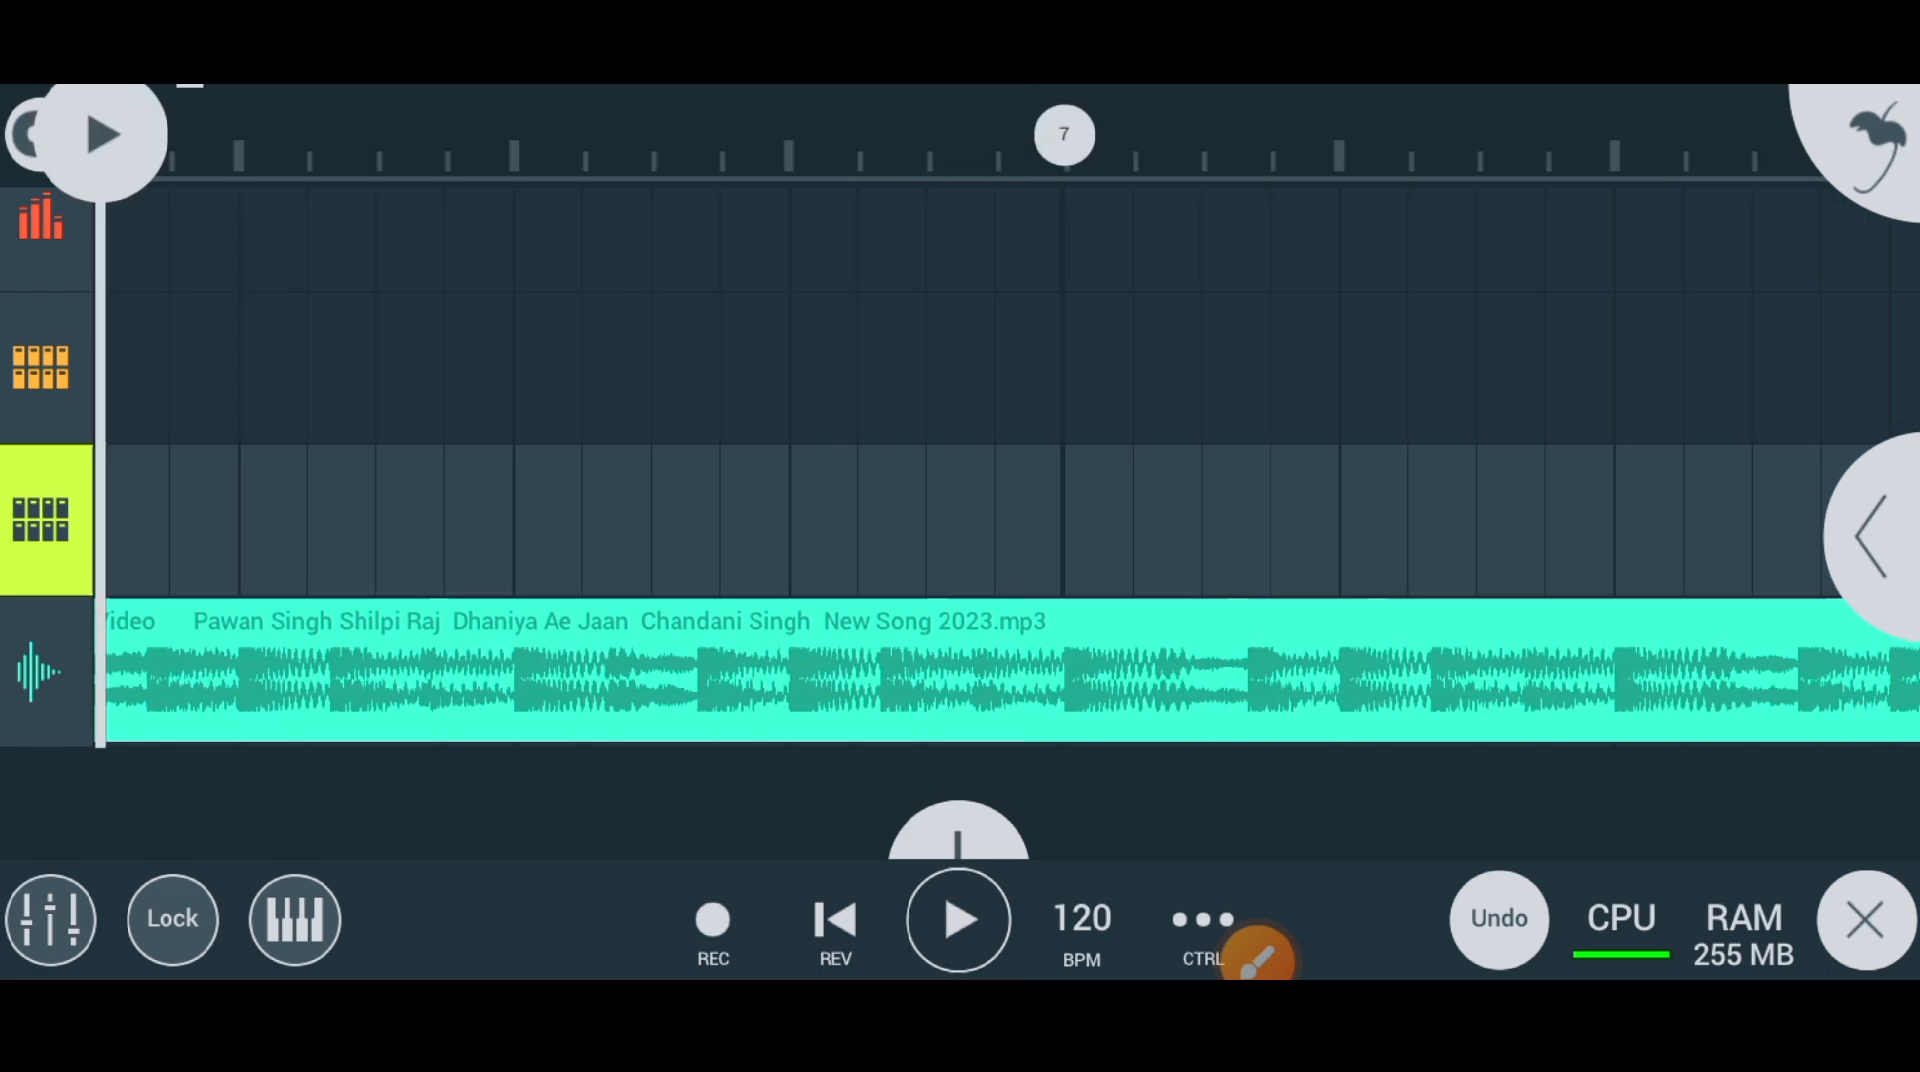 7
Video Pawan Singh Shilpi Raj Dhaniya Ae Jaan Chandani Singh New Song 2023.mp3
Lock
REC
REV
120
BPM
CTRL
Undo
CPU
RAM
255 MB